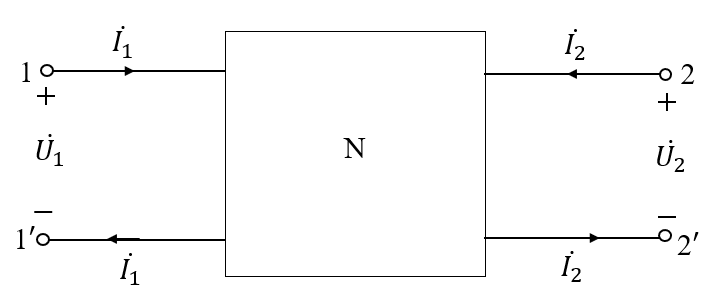 İ₁ İ₂
1 2
+ +
U̇₁ N U̇₂
− −
1′ 2′
İ₁ İ₂